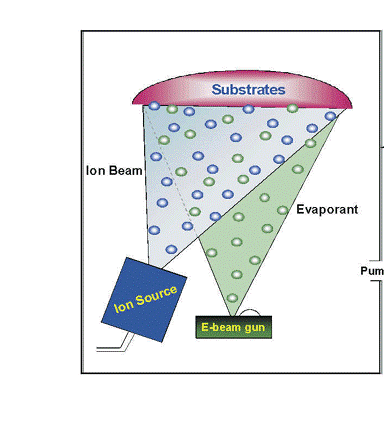 Substrates
Ion Beam
Evaporant
Pum
Ion Source
E-beam gun